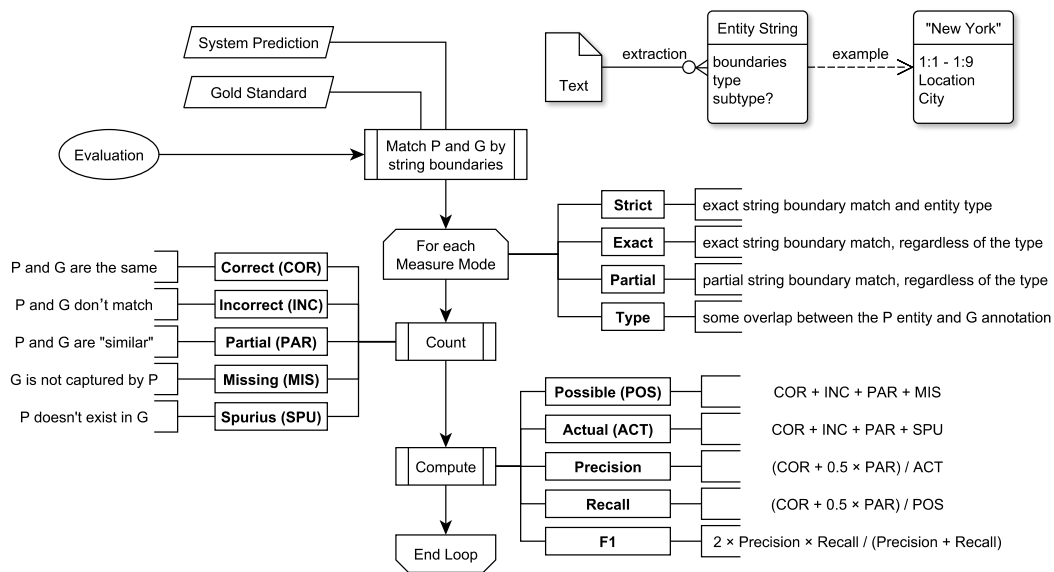 System Prediction
Gold Standard
Evaluation
Match P and G by
string boundaries
Text
extraction
Entity String
boundaries
type
subtype?
example
"New York"
1:1 - 1:9
Location
City
For each
Measure Mode
Strict
exact string boundary match and entity type
Exact
exact string boundary match, regardless of the type
Partial
partial string boundary match, regardless of the type
Type
some overlap between the P entity and G annotation
Count
Correct (COR)
P and G are the same
Incorrect (INC)
P and G don’t match
Partial (PAR)
P and G are "similar"
Missing (MIS)
G is not captured by P
Spurius (SPU)
P doesn't exist in G
Compute
Possible (POS)
COR + INC + PAR + MIS
Actual (ACT)
COR + INC + PAR + SPU
Precision
(COR + 0.5 × PAR) / ACT
Recall
(COR + 0.5 × PAR) / POS
F1
2 × Precision × Recall / (Precision + Recall)
End Loop